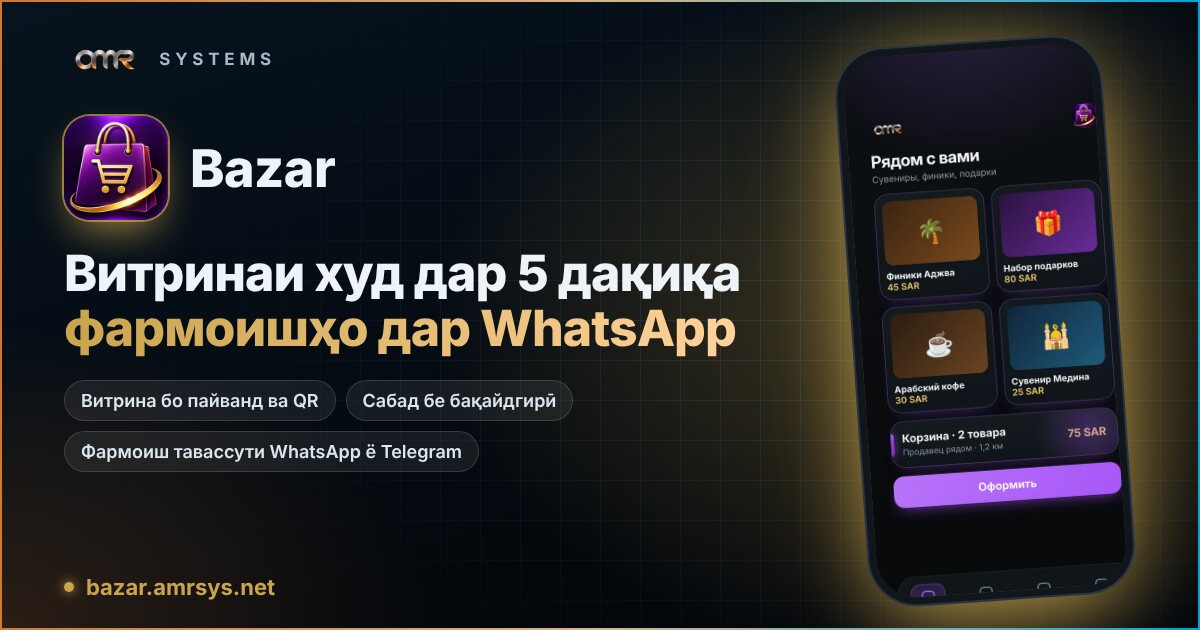 amr SYSTEMS
Bazar
Витринаи худ дар 5 дақиқа
фармоишҳо дар WhatsApp
Витрина бо пайванд ва QR
Сабад бе бақайдгирӣ
Фармоиш тавассути WhatsApp ё Telegram
bazar.amrsys.net
amr
Рядом с вами
Сувениры, финики, подарки
Финики Аджва
45 SAR
Набор подарков
80 SAR
Арабский кофе
30 SAR
Сувенир Медина
25 SAR
Корзина · 2 товара
75 SAR
Продавец рядом · 1,2 км
Оформить